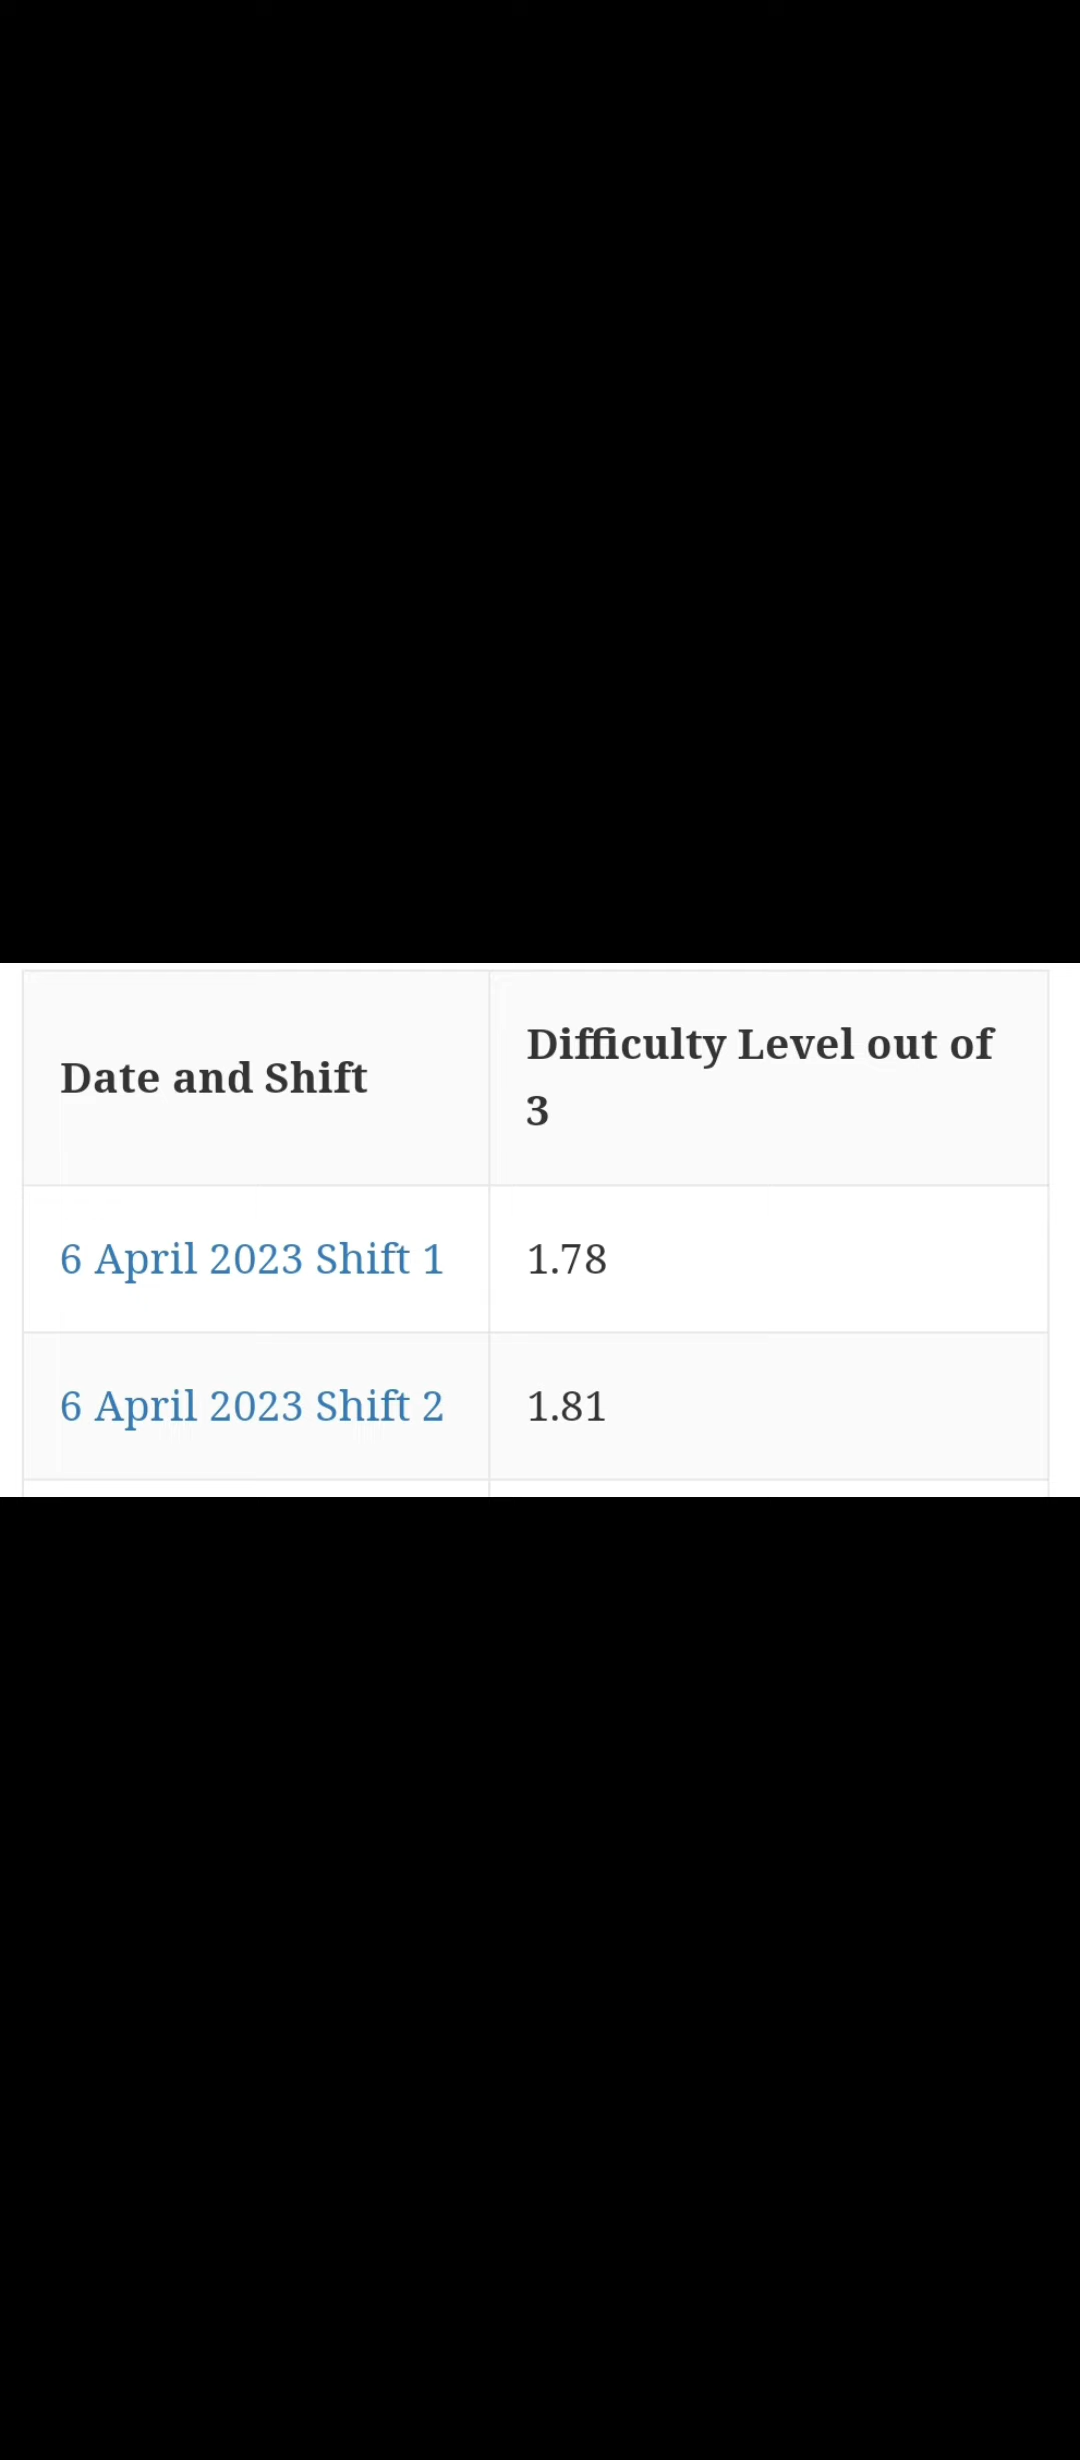 Date and Shift
Difficulty Level out of
3
6 April 2023 Shift 1
1.78
6 April 2023 Shift 2
1.81